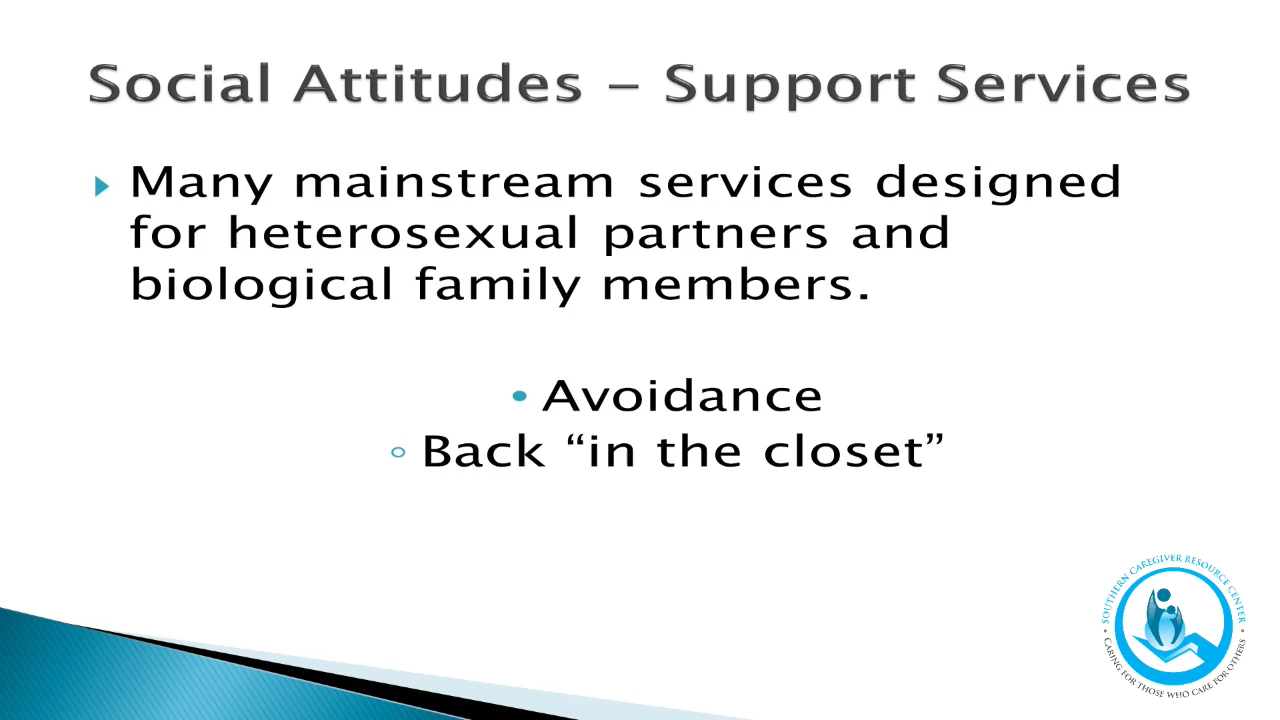 Social Attitudes – Support Services
Many mainstream services designed
for heterosexual partners and
biological family members.
• Avoidance
◦ Back “in the closet”
SOUTHERN CAREGIVER RESOURCE CENTER
• CARING FOR THOSE WHO CARE FOR OTHERS •